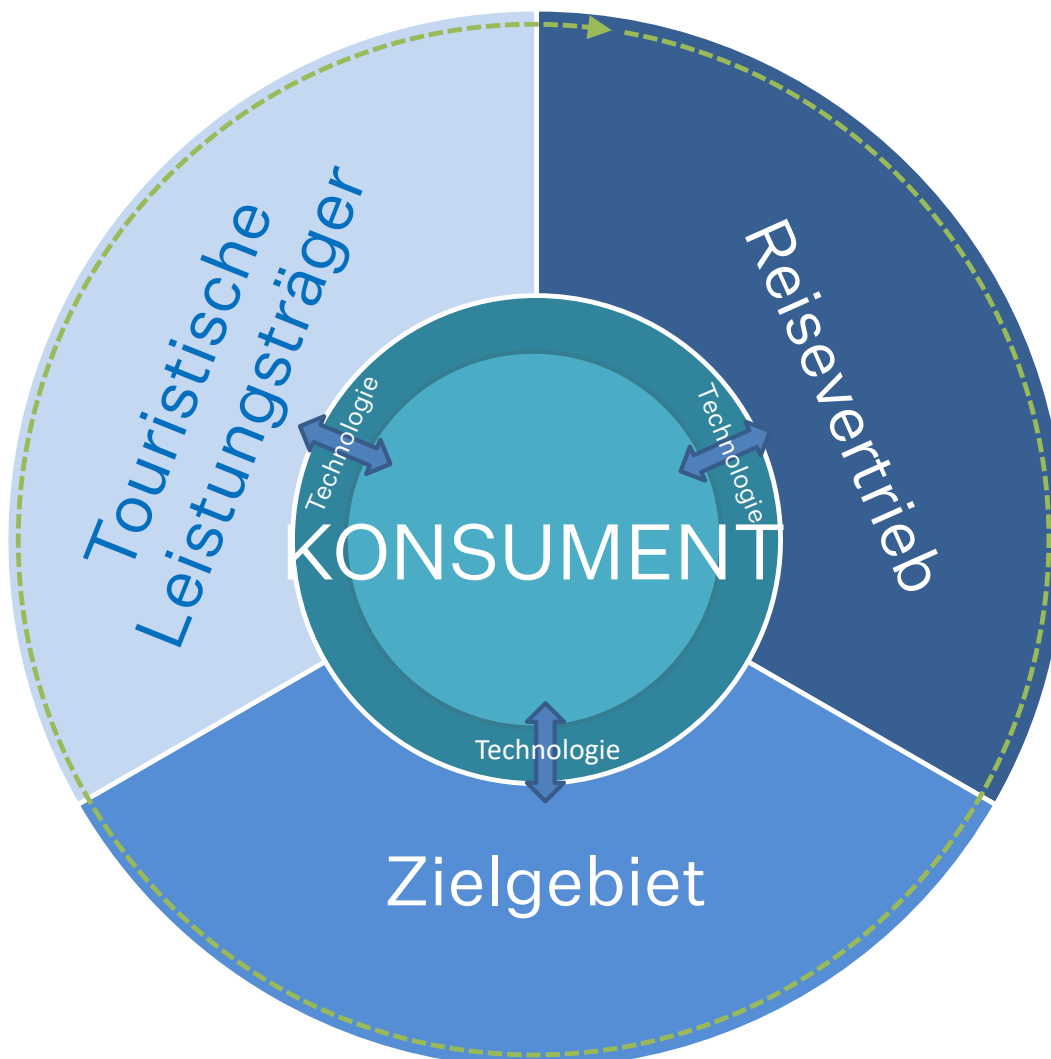 Touristische
Leistungsträger
Reisevertrieb
Technologie
Technologie
KONSUMENT
Technologie
Zielgebiet